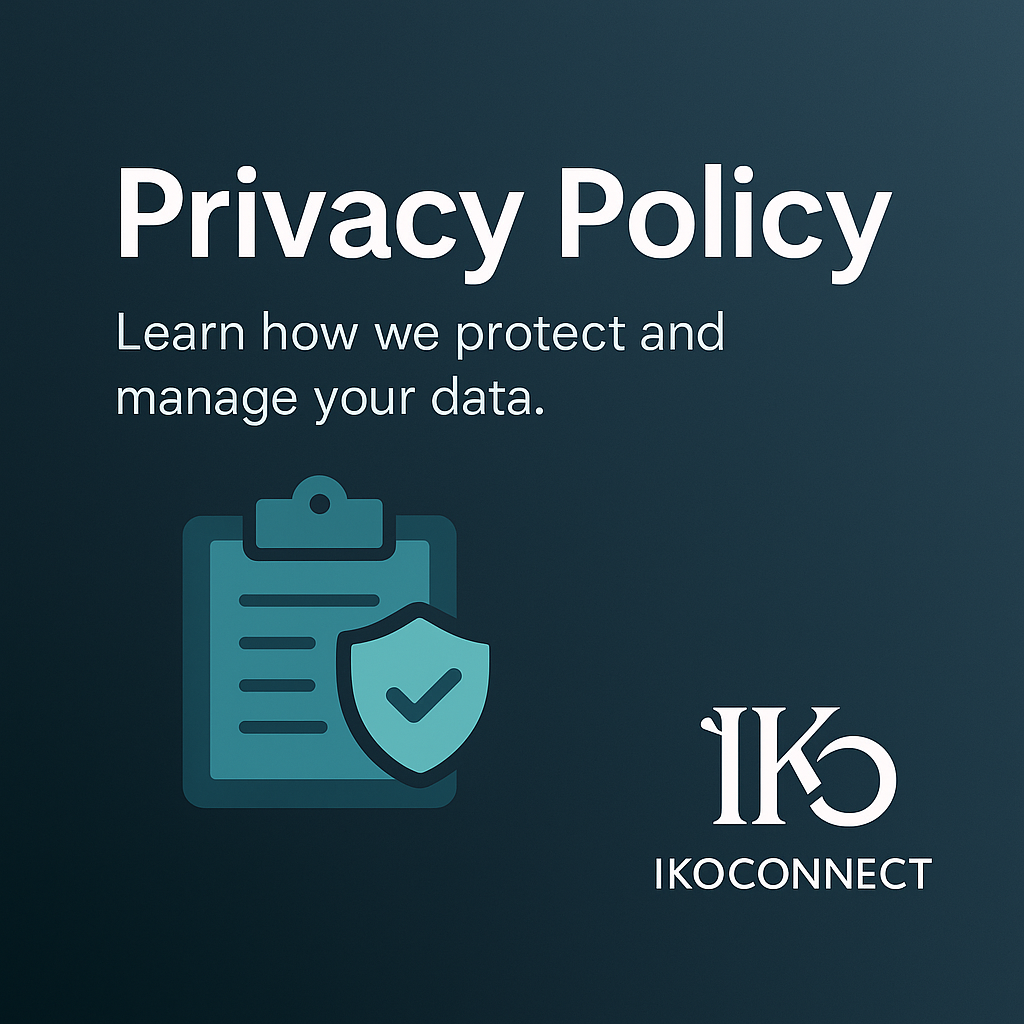 Privacy Policy
Learn how we protect and
manage your data.
IKO
IKOCONNECT